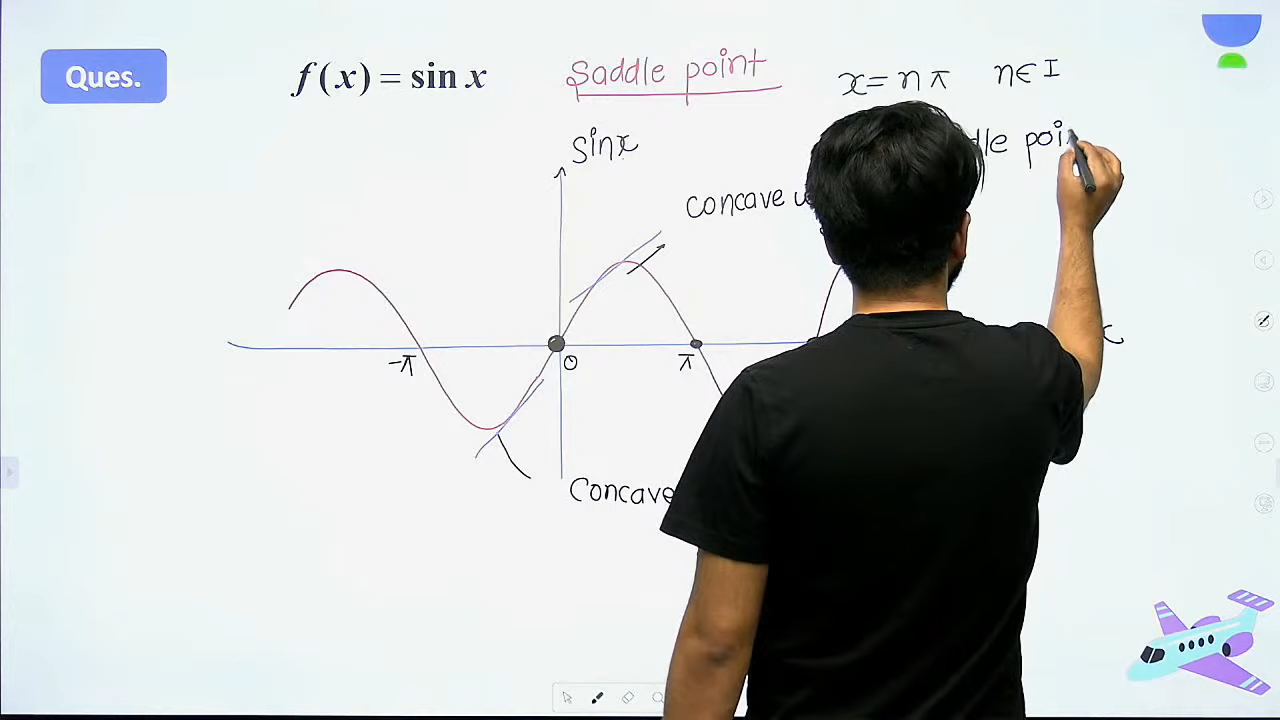 Ques.
f(x) = sin x
Saddle point
x = nπ n∈I
sinx
concave
-π
0
π
Concave